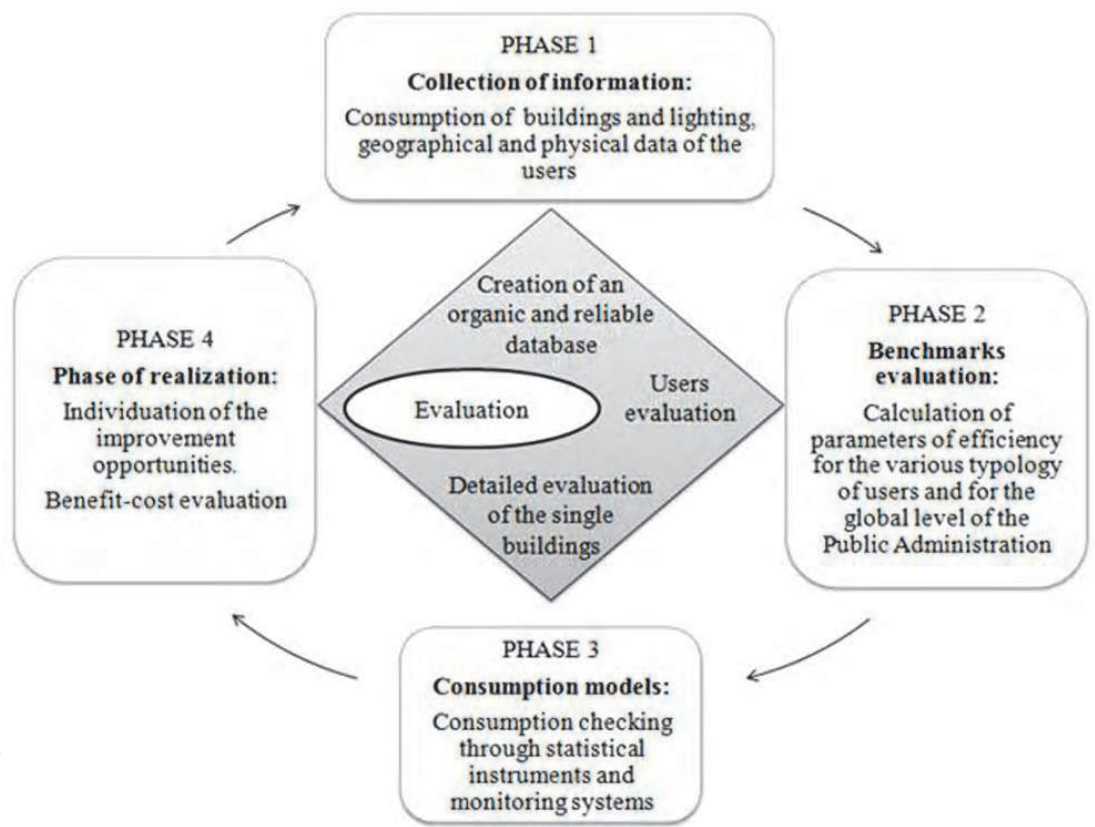 PHASE 1
Collection of information:
Consumption of buildings and lighting,
geographical and physical data of the
users
Creation of an
organic and reliable
database
Users
evaluation
Evaluation
Detailed evaluation
of the single
buildings
PHASE 2
Benchmarks
evaluation:
Calculation of
parameters of efficiency
for the various typology
of users and for the
global level of the
Public Administration
PHASE 3
Consumption models:
Consumption checking
through statistical
instruments and
monitoring systems
PHASE 4
Phase of realization:
Individuation of the
improvement
opportunities.
Benefit-cost evaluation